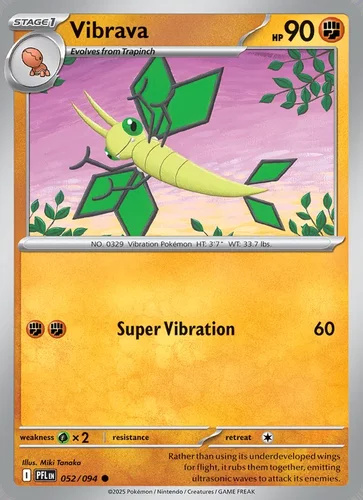 STAGE1 Vibrava HP 90
Evolves from Trapinch
NO. 0329 Vibration Pokémon HT: 3'7" WT: 33.7 lbs.
Super Vibration 60
weakness ×2 resistance retreat
Illus. Miki Tanaka
I PFL EN 052/094
Rather than using its underdeveloped wings
for flight, it rubs them together, emitting
ultrasonic waves to attack its enemies.
©2025 Pokémon / Nintendo / Creatures / GAME FREAK